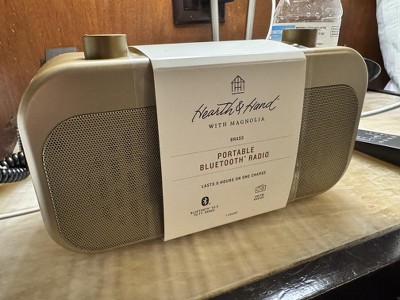 Hearth & Hand
WITH MAGNOLIA
BRASS
PORTABLE
BLUETOOTH® RADIO
LASTS 5 HOURS ON ONE CHARGE